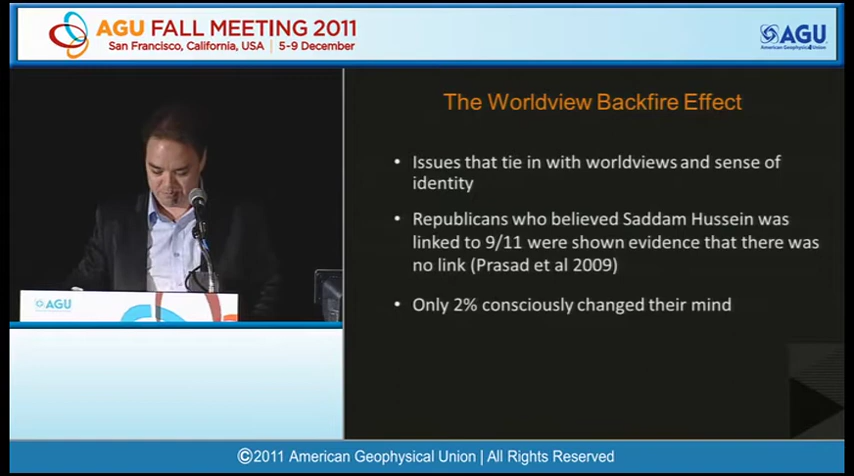 AGU FALL MEETING 2011
San Francisco, California, USA | 5-9 December
AGU
American Geophysical Union
The Worldview Backfire Effect
• Issues that tie in with worldviews and sense of
identity
• Republicans who believed Saddam Hussein was
linked to 9/11 were shown evidence that there was
no link (Prasad et al 2009)
• Only 2% consciously changed their mind
AGU
©2011 American Geophysical Union | All Rights Reserved